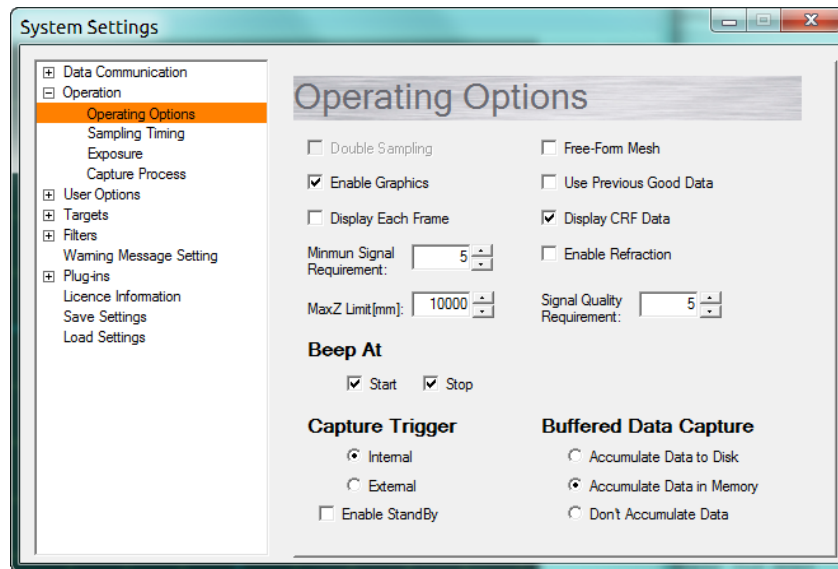 System Settings
Data Communication
Operation
Operating Options
Sampling Timing
Exposure
Capture Process
User Options
Targets
Filters
Warning Message Setting
Plug-ins
Licence Information
Save Settings
Load Settings
Operating Options
Double Sampling
Free-Form Mesh
Enable Graphics
Use Previous Good Data
Display Each Frame
Display CRF Data
Minmun Signal
Requirement:
5
Enable Refraction
MaxZ Limit[mm]:
10000
Signal Quality
Requirement:
5
Beep At
Start
Stop
Capture Trigger
Internal
External
Enable StandBy
Buffered Data Capture
Accumulate Data to Disk
Accumulate Data in Memory
Don't Accumulate Data